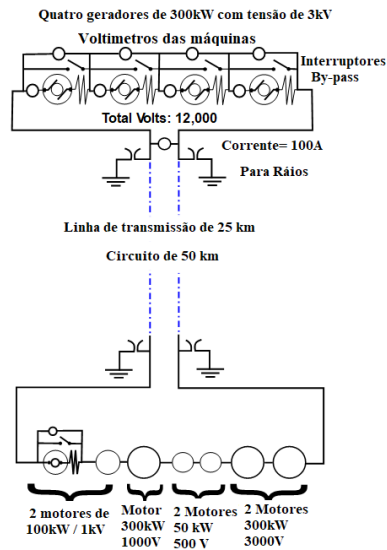 Quatro geradores de 300kW com tensão de 3kV
Voltimetros das máquinas
Interruptores
By-pass
Total Volts: 12,000
Corrente= 100A
Para Ráios
Linha de transmissão de 25 km
Circuito de 50 km
2 motores de
100kW / 1kV
Motor
300kW
1000V
2 Motores
50 kW
500 V
2 Motores
300kW
3000V